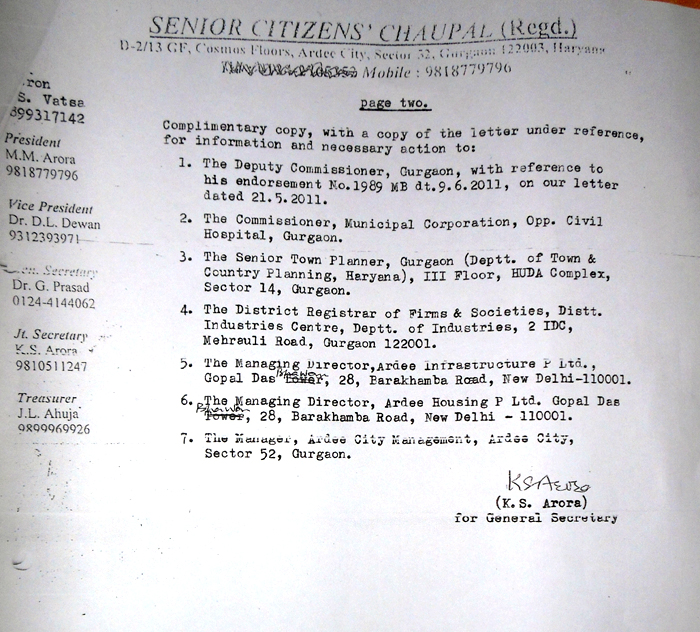 SENIOR CITIZENS' CHAUPAL (Regd.)
D-2/13 GF, Cosmos Floors, Ardee City, Sector 52, Gurgaon 122003, Haryana
Mobile : 9818779796
page two.
S. Vatsa
899317142
President
M.M. Arora
9818779796
Vice President
Dr. D.L. Dewan
9312393971
Secretary
Dr. G. Prasad
0124-4144062
Jt. Secretary
K.S. Arora
9810511247
Treasurer
J.L. Ahuja
9899969926
Complimentary copy, with a copy of the letter under reference,
for information and necessary action to:
1. The Deputy Commissioner, Gurgaon, with reference to
his endorsement No.1989 MB dt.9.6.2011, on our letter
dated 21.5.2011.
2. The Commissioner, Municipal Corporation, Opp. Civil
Hospital, Gurgaon.
3. The Senior Town Planner, Gurgaon (Deptt. of Town &
Country Planning, Haryana), III Floor, HUDA Complex,
Sector 14, Gurgaon.
4. The District Registrar of Firms & Societies, Distt.
Industries Centre, Deptt. of Industries, 2 IDC,
Mehrauli Road, Gurgaon 122001.
5. The Managing Director,Ardee Infrastructure P Ltd.,
Bhawan
Gopal Das Tower, 28, Barakhamba Road, New Delhi-110001.
6. The Managing Director, Ardee Housing P Ltd. Gopal Das
Bhawan
Tower, 28, Barakhamba Road, New Delhi - 110001.
7. The Manager, Ardee City Management, Ardee City,
Sector 52, Gurgaon.
KSArora
(K.S. Arora)
for General Secretary